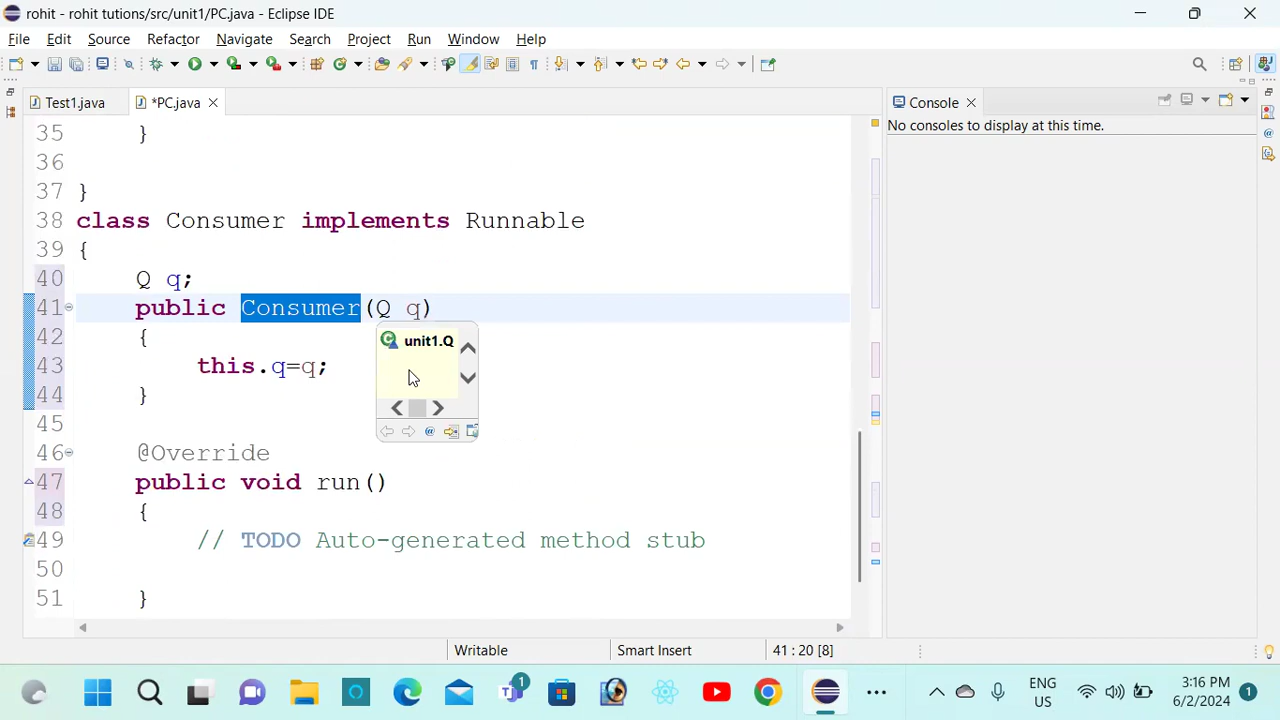 rohit - rohit tutions/src/unit1/PC.java - Eclipse IDE
File Edit Source Refactor Navigate Search Project Run Window Help
Test1.java *PC.java Console
No consoles to display at this time.
35 }
36
37 }
38 class Consumer implements Runnable
39 {
40 Q q;
41 public Consumer(Q q)
42 {
unit1.Q
43 this.q=q;
44 }
45
46 @Override
47 public void run()
48 {
49 // TODO Auto-generated method stub
50
51 }
Writable Smart Insert 41 : 20 [8]
1 ENG US 3:16 PM 6/2/2024 1